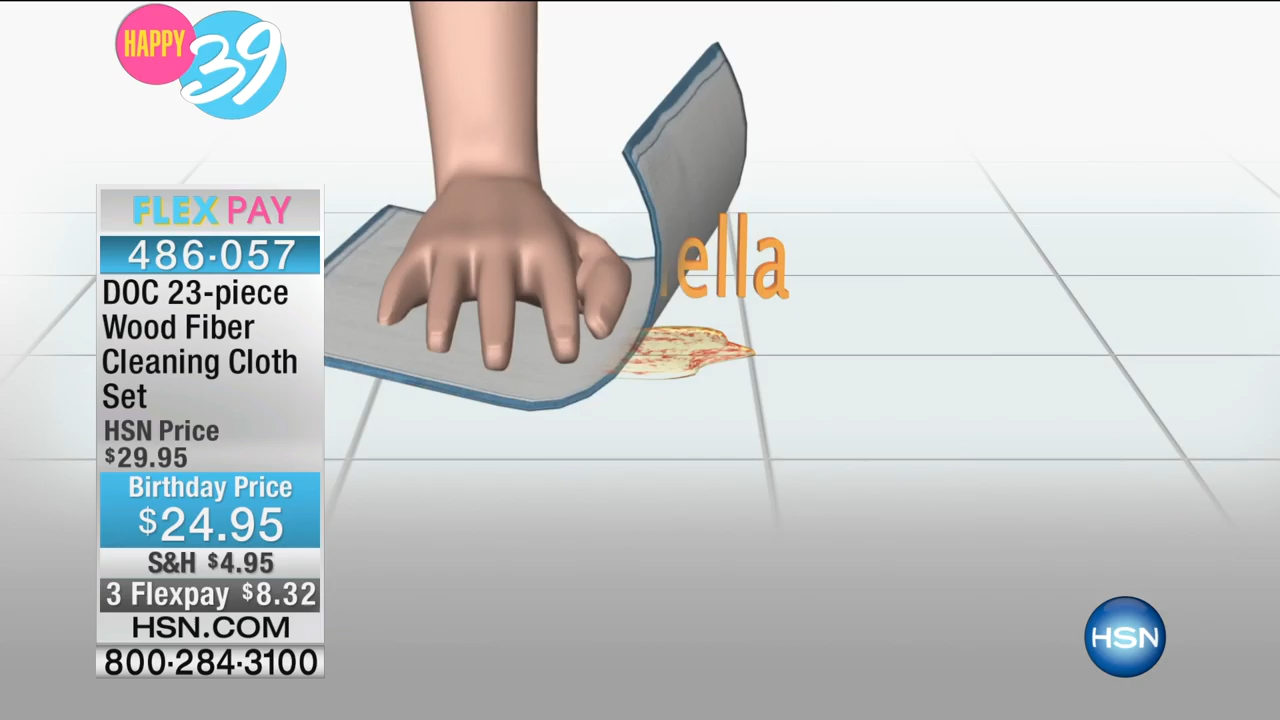 HAPPY
39
FLEX PAY
486-057
DOC 23-piece
Wood Fiber
Cleaning Cloth
Set
HSN Price
$29.95
Birthday Price
$24.95
S&H $4.95
3 Flexpay $8.32
HSN.COM
800-284-3100
ella
HSN